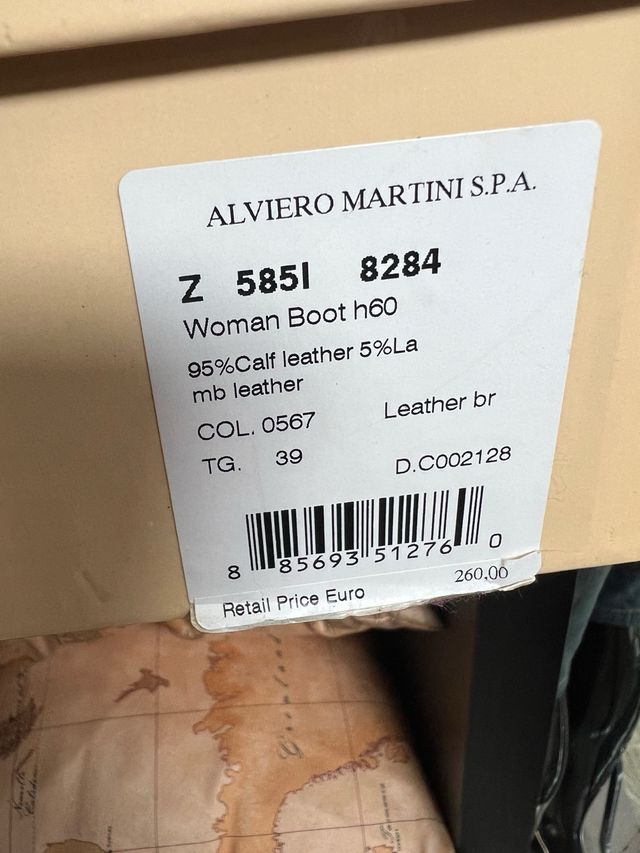 ALVIERO MARTINI S.P.A.
Z 585I 8284
Woman Boot h60
95%Calf leather 5%La
mb leather
COL. 0567 Leather br
TG. 39 D.C002128
8 85693 51276 0
Retail Price Euro 260.00